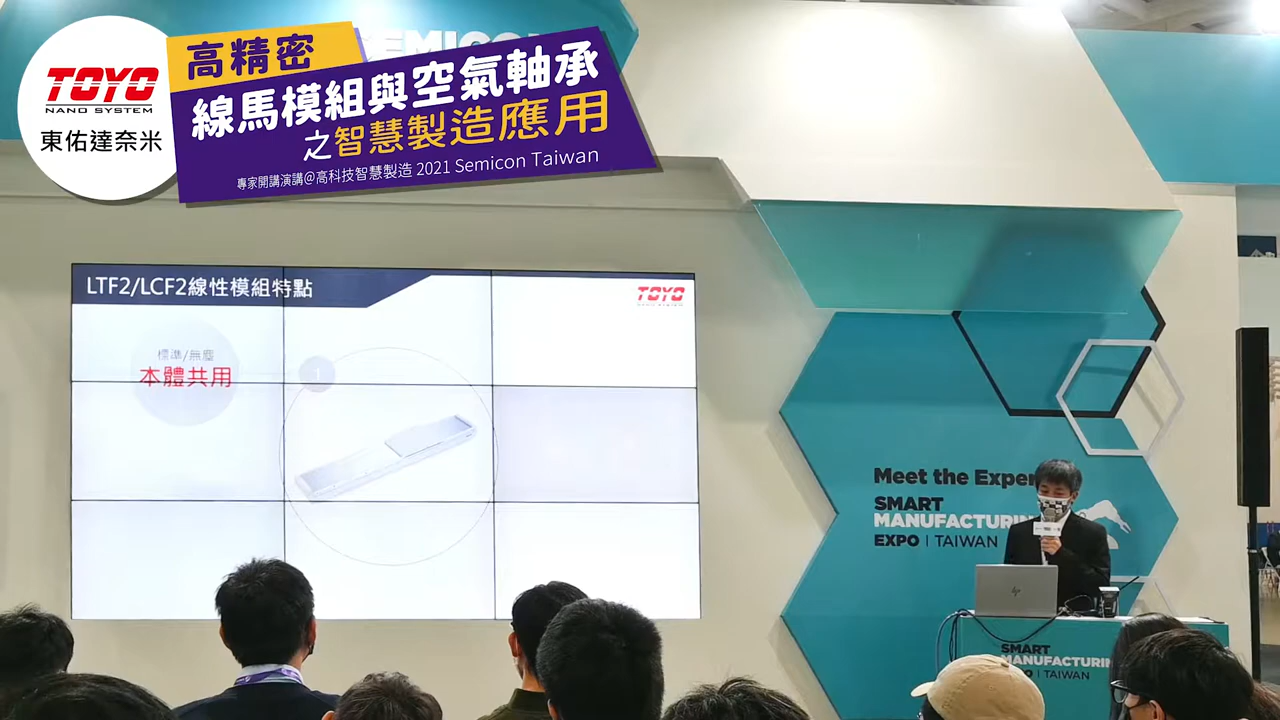 TOYO
NANO SYSTEM
東佑達奈米
高精密
線馬模組與空氣軸承
之智慧製造應用
專家開講演講@高科技智慧製造 2021 Semicon Taiwan
LTF2/LCF2線性模組特點
TOYO
標準/無塵
本體共用
1
Meet the Exper
SMART
MANUFACTURIN
EXPO | TAIWAN
hp
SMART
MANUFACTURIN
O | TAIWAN